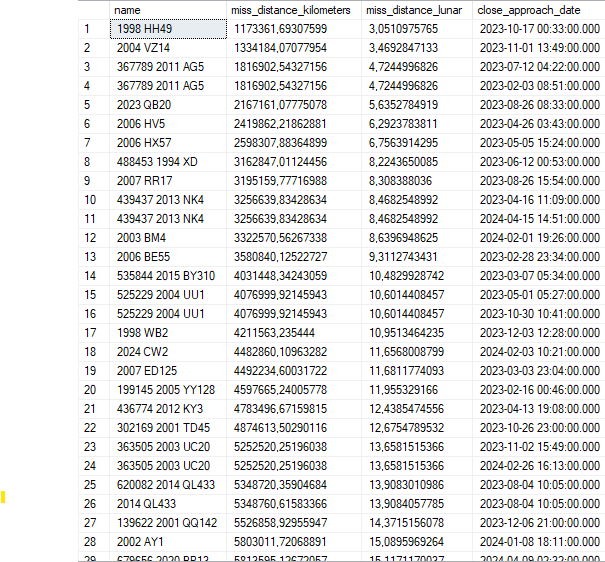 name miss_distance_kilometers miss_distance_lunar close_approach_date
1 1998 HH49 1173361,69307599 3,0510975765 2023-10-17 00:33:00.000
2 2004 VZ14 1334184,07077954 3,4692847133 2023-11-01 13:49:00.000
3 367789 2011 AG5 1816902,54337609 4,7244996826 2023-07-12 04:22:00.000
4 367789 2011 AG5 1816902,54337609 4,7244996826 2023-02-03 08:51:00.000
5 2023 QB20 2167161,07775078 5,6352784919 2023-08-26 08:33:00.000
6 2006 HV5 2419862,21862881 6,2923783811 2023-04-26 03:43:00.000
7 2006 HX57 2598307,88364899 6,7563914295 2023-05-05 15:24:00.000
8 488453 1994 XD 3162847,01124456 8,2243650085 2023-06-12 00:53:00.000
9 2007 RR17 3195159,77716988 8,308388036 2023-08-26 15:54:00.000
10 439437 2013 NK4 3256639,83428634 8,4682548992 2023-04-16 11:09:00.000
11 439437 2013 NK4 3256639,83428634 8,4682548992 2024-04-15 14:51:00.000
12 2003 BM4 3322570,56267338 8,6396948625 2024-02-01 19:26:00.000
13 2006 BE55 3580840,12522727 9,3112743431 2023-02-28 23:34:00.000
14 535844 2015 BY310 4031448,34243059 10,4829928742 2023-03-07 05:34:00.000
15 525229 2004 UU1 4076999,92145943 10,6014408457 2023-05-01 05:27:00.000
16 525229 2004 UU1 4076999,92145943 10,6014408457 2023-10-30 10:41:00.000
17 1998 WB2 4211563,235444 10,9513464235 2023-12-03 12:28:00.000
18 2024 CW2 4482860,10963282 11,6568008799 2024-02-03 10:21:00.000
19 2007 ED125 4492234,60031722 11,6811774093 2023-03-03 23:04:00.000
20 199145 2005 YY128 4597665,24005778 11,955329166 2023-02-16 00:46:00.000
21 436774 2012 KY3 4783496,67159815 12,4385474556 2023-04-13 19:08:00.000
22 302169 2001 TD45 4874613,50290116 12,6754789532 2023-10-26 23:00:00.000
23 363505 2003 UC20 5252520,25196038 13,6581515366 2023-11-02 15:49:00.000
24 363505 2003 UC20 5252520,25196038 13,6581515366 2024-02-26 16:13:00.000
25 620082 2014 QL433 5348720,35904684 13,9083010986 2023-08-04 10:05:00.000
26 2014 QL433 5348760,61583366 13,9084057785 2023-08-04 10:05:00.000
27 139622 2001 QQ142 5526858,92955947 14,3715156078 2023-12-06 21:00:00.000
28 2002 AY1 5803011,72068891 15,0895969264 2024-01-08 18:11:00.000